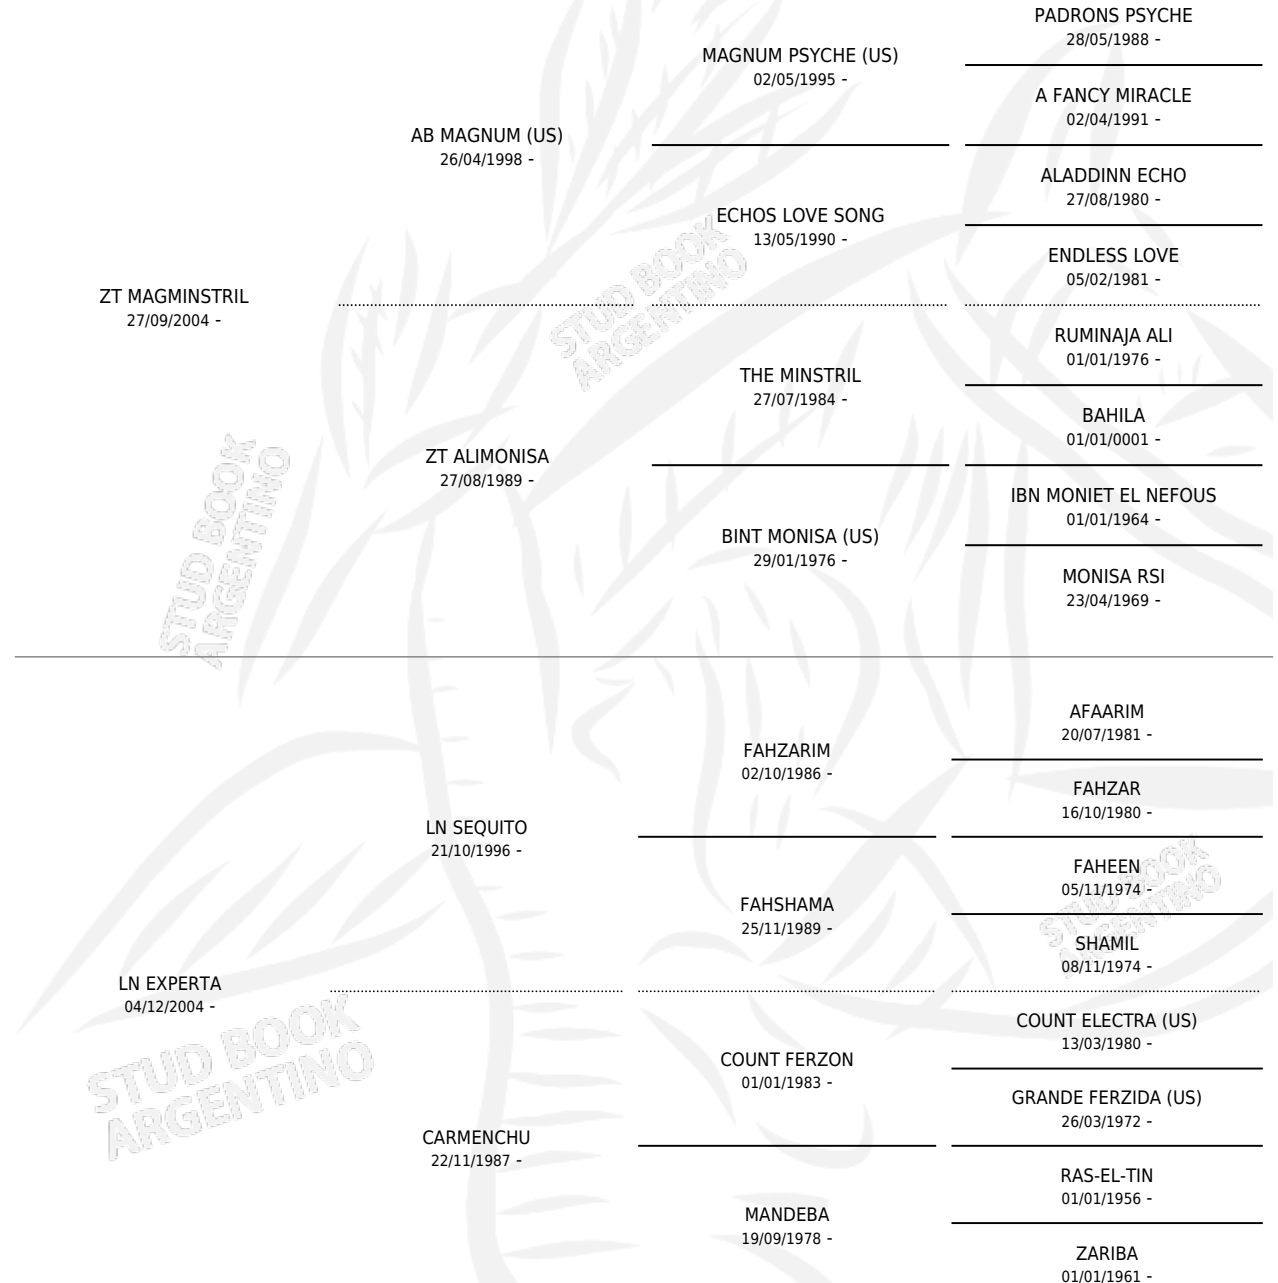 PADRONS PSYCHE
28/05/1988 -
MAGNUM PSYCHE (US)
02/05/1995 -
A FANCY MIRACLE
02/04/1991 -
AB MAGNUM (US)
26/04/1998 -
ALADDINN ECHO
27/08/1980 -
ECHOS LOVE SONG
13/05/1990 -
ENDLESS LOVE
05/02/1981 -
ZT MAGMINSTRIL
27/09/2004 -
RUMINAJA ALI
01/01/1976 -
THE MINSTRIL
27/07/1984 -
BAHILA
01/01/0001 -
ZT ALIMONISA
27/08/1989 -
IBN MONIET EL NEFOUS
01/01/1964 -
BINT MONISA (US)
29/01/1976 -
MONISA RSI
23/04/1969 -
AFAARIM
20/07/1981 -
FAHZARIM
02/10/1986 -
FAHZAR
16/10/1980 -
LN SEQUITO
21/10/1996 -
FAHEEN
05/11/1974 -
FAHSHAMA
25/11/1989 -
SHAMIL
08/11/1974 -
LN EXPERTA
04/12/2004 -
COUNT ELECTRA (US)
13/03/1980 -
COUNT FERZON
01/01/1983 -
GRANDE FERZIDA (US)
26/03/1972 -
CARMENCHU
22/11/1987 -
RAS-EL-TIN
01/01/1956 -
MANDEBA
19/09/1978 -
ZARIBA
01/01/1961 -
STUD BOOK
ARGENTINO
STUD BOOK
ARGENTINO
STUD BOOK
ARGENTINO
STUD BOOK
ARGENTINO